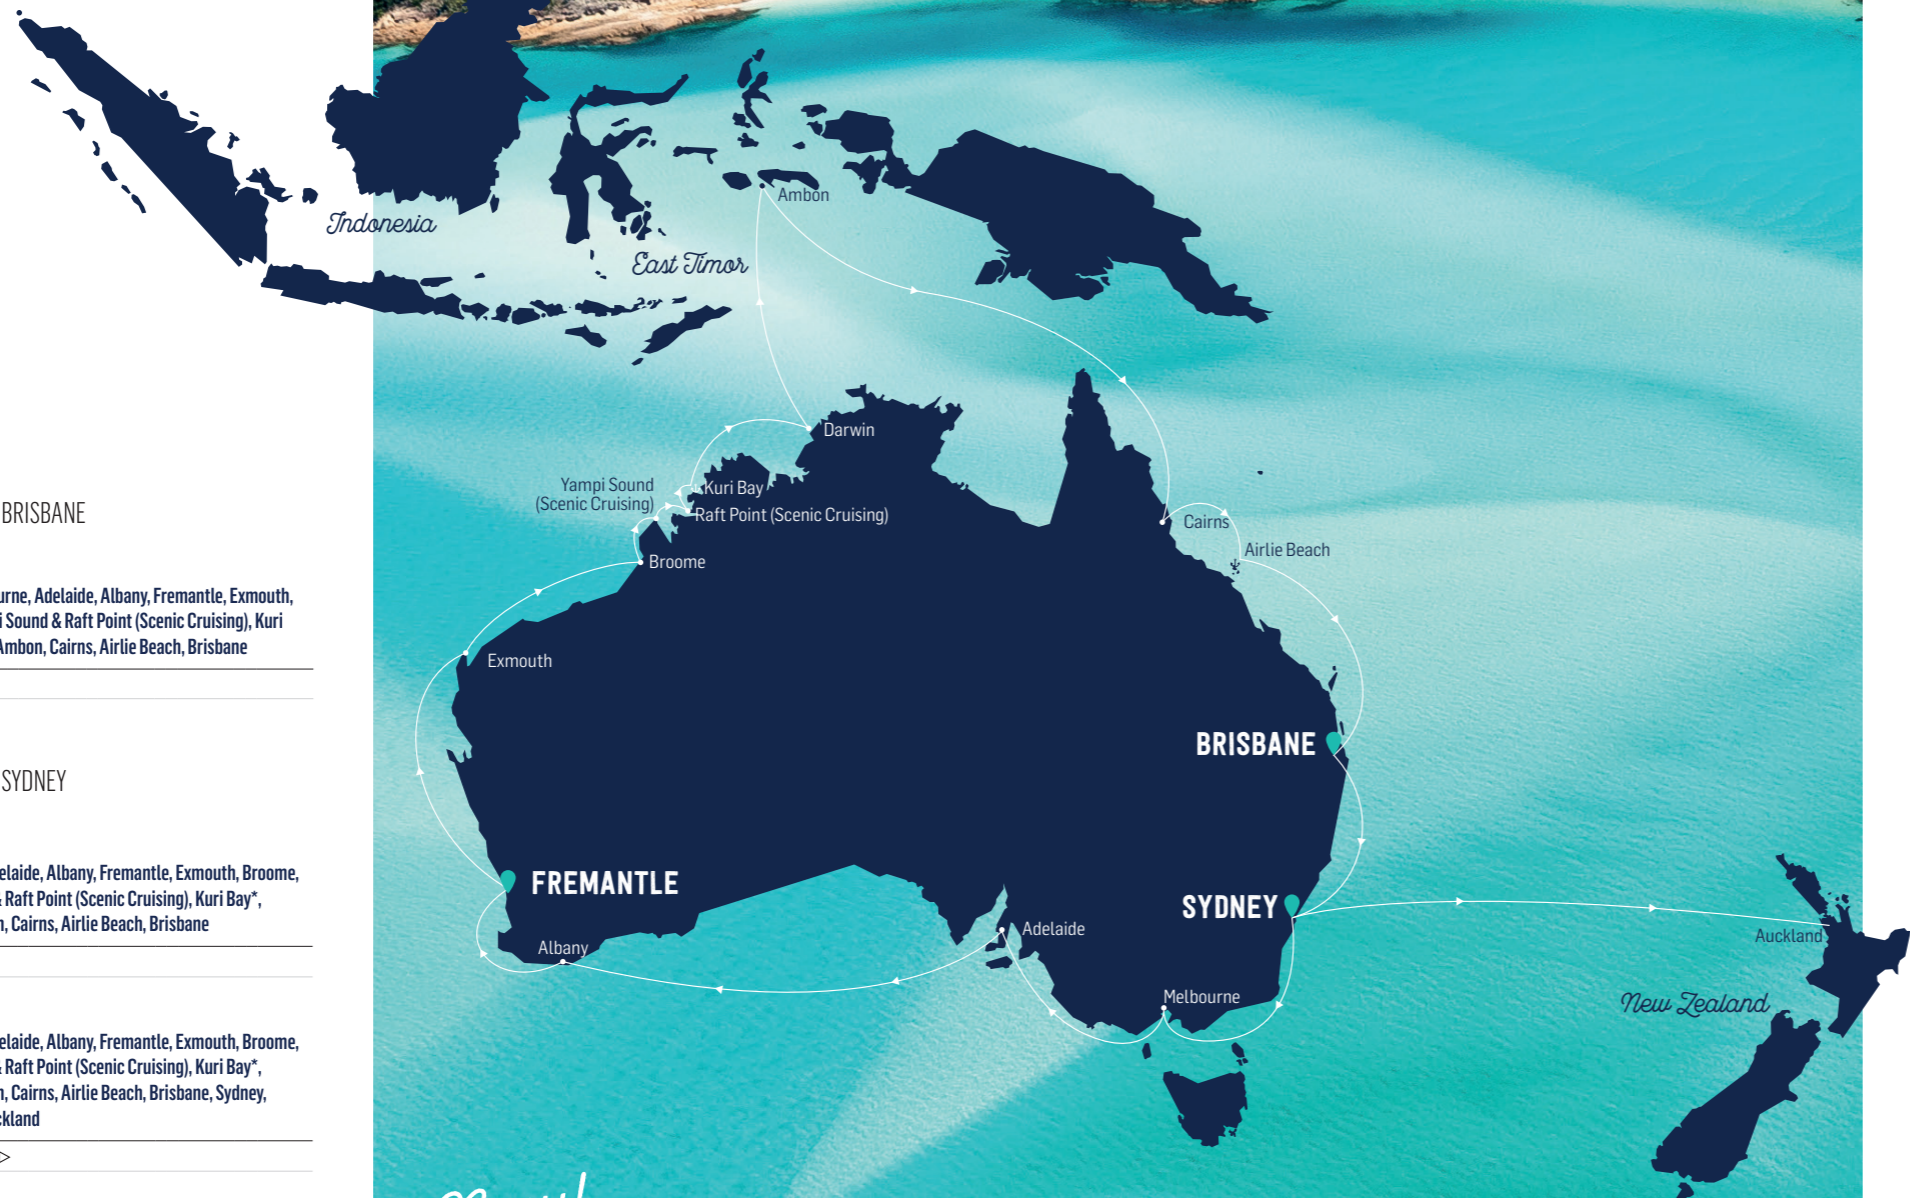 BRISBANE
urne, Adelaide, Albany, Fremantle, Exmouth,
i Sound & Raft Point (Scenic Cruising), Kuri
Ambon, Cairns, Airlie Beach, Brisbane
SYDNEY
elaide, Albany, Fremantle, Exmouth, Broome,
& Raft Point (Scenic Cruising), Kuri Bay*,
n, Cairns, Airlie Beach, Brisbane
elaide, Albany, Fremantle, Exmouth, Broome,
& Raft Point (Scenic Cruising), Kuri Bay*,
n, Cairns, Airlie Beach, Brisbane, Sydney,
ckland
Indonesia
Ambon
East Timor
Darwin
Yampi Sound
(Scenic Cruising)
Kuri Bay
Raft Point (Scenic Cruising)
Broome
Cairns
Airlie Beach
Exmouth
BRISBANE
FREMANTLE
SYDNEY
Albany
Adelaide
Auckland
Melbourne
New Zealand